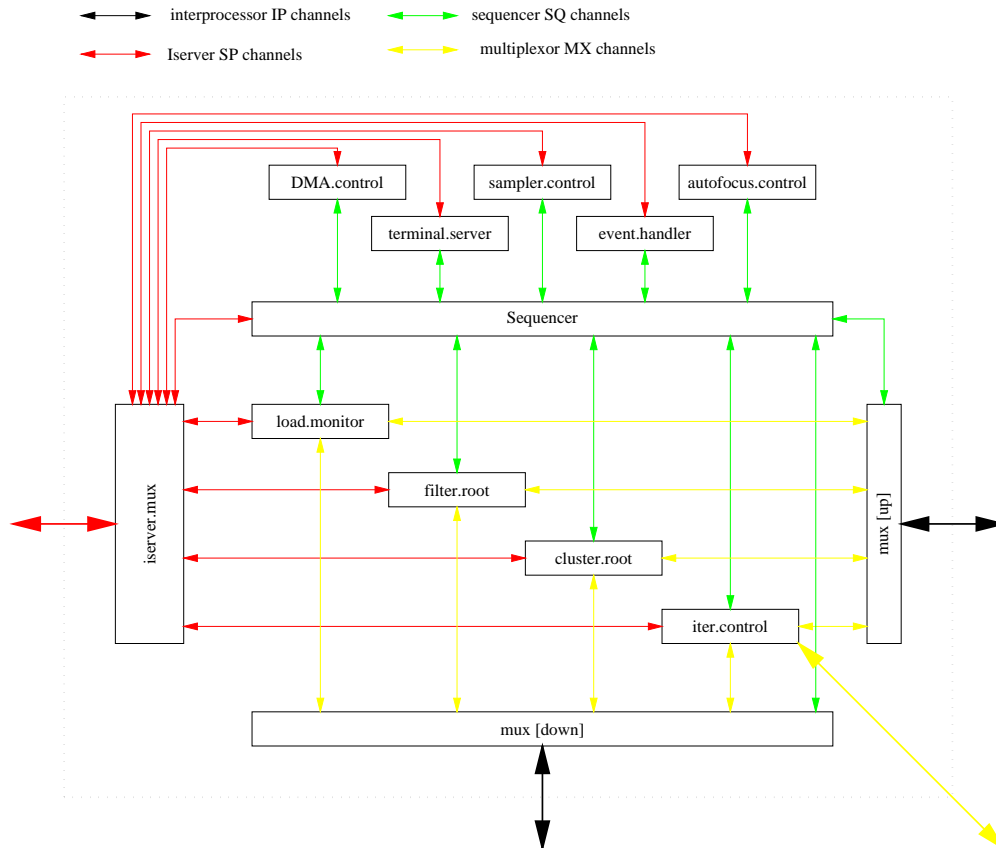 interprocessor IP channels
sequencer SQ channels
Iserver SP channels
multiplexor MX channels
DMA.control
sampler.control
autofocus.control
terminal.server
event.handler
Sequencer
load.monitor
filter.root
iserver.mux
mux [up]
cluster.root
iter.control
mux [down]